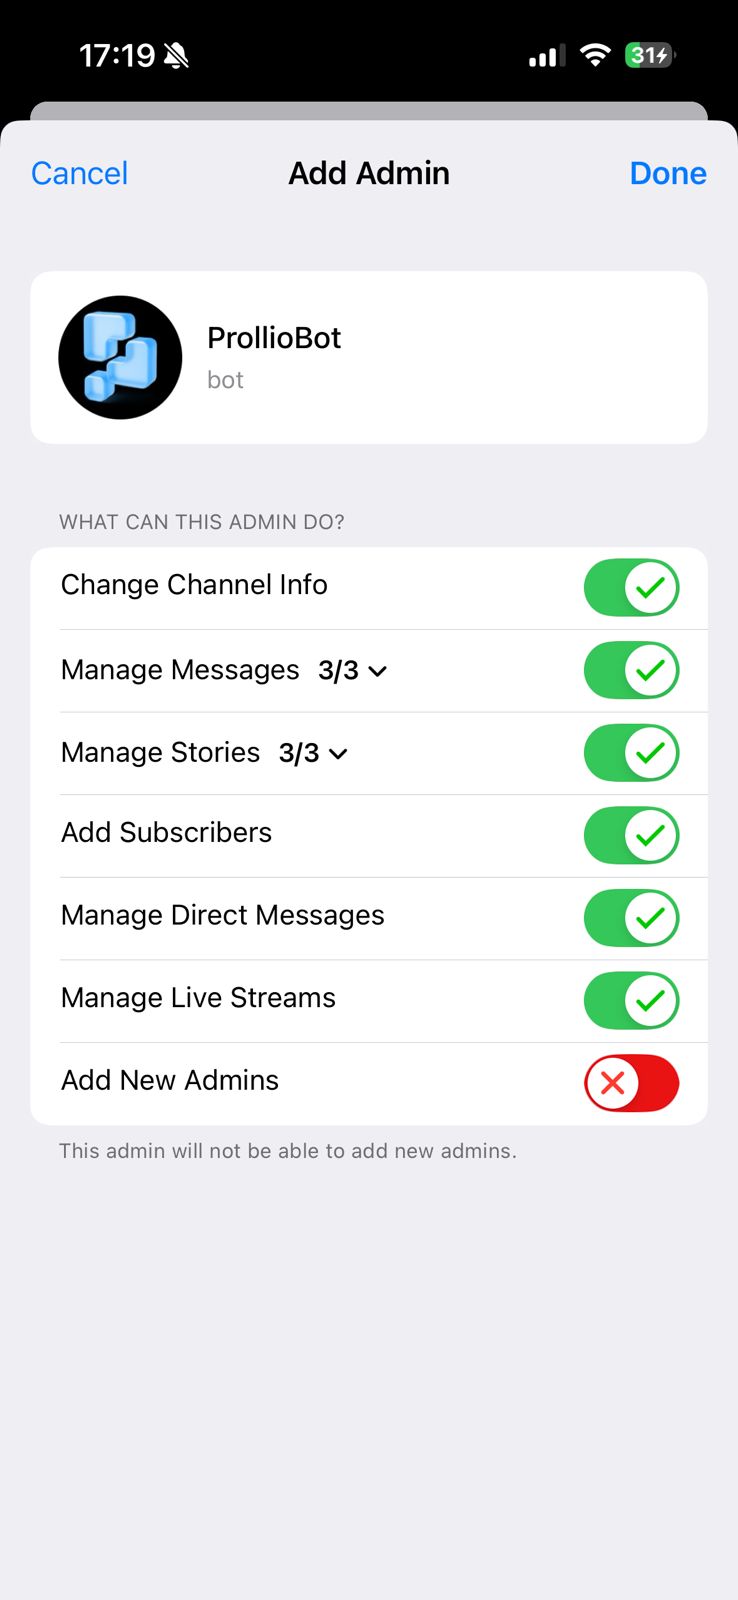 17:19
31
Cancel
Add Admin
Done
ProllioBot
bot
WHAT CAN THIS ADMIN DO?
Change Channel Info
Manage Messages 3/3
Manage Stories 3/3
Add Subscribers
Manage Direct Messages
Manage Live Streams
Add New Admins
This admin will not be able to add new admins.